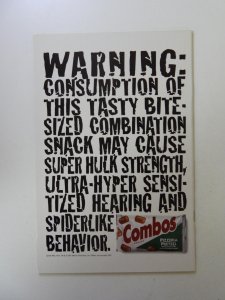 WARNING:
CONSUMPTION OF
THIS TASTY BITE-
SIZED COMBINATION
SNACK MAY CAUSE
SUPER HULK STRENGTH,
ULTRA-HYPER SENSI-
TIZED HEARING AND
SPIDERLIKE
BEHAVIOR.
Combos